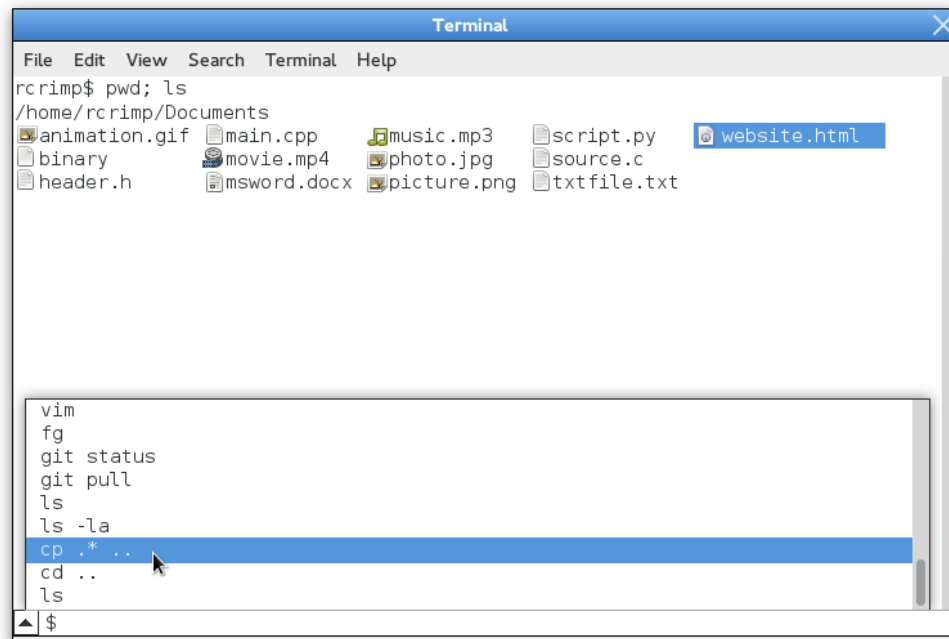 Terminal
File Edit View Search Terminal Help
rcrimp$ pwd; ls
/home/rcrimp/Documents
animation.gif main.cpp music.mp3 script.py website.html
binary movie.mp4 photo.jpg source.c
header.h msword.docx picture.png txtfile.txt
vim
fg
git status
git pull
ls
ls -la
cp .* ..
cd ..
ls
$